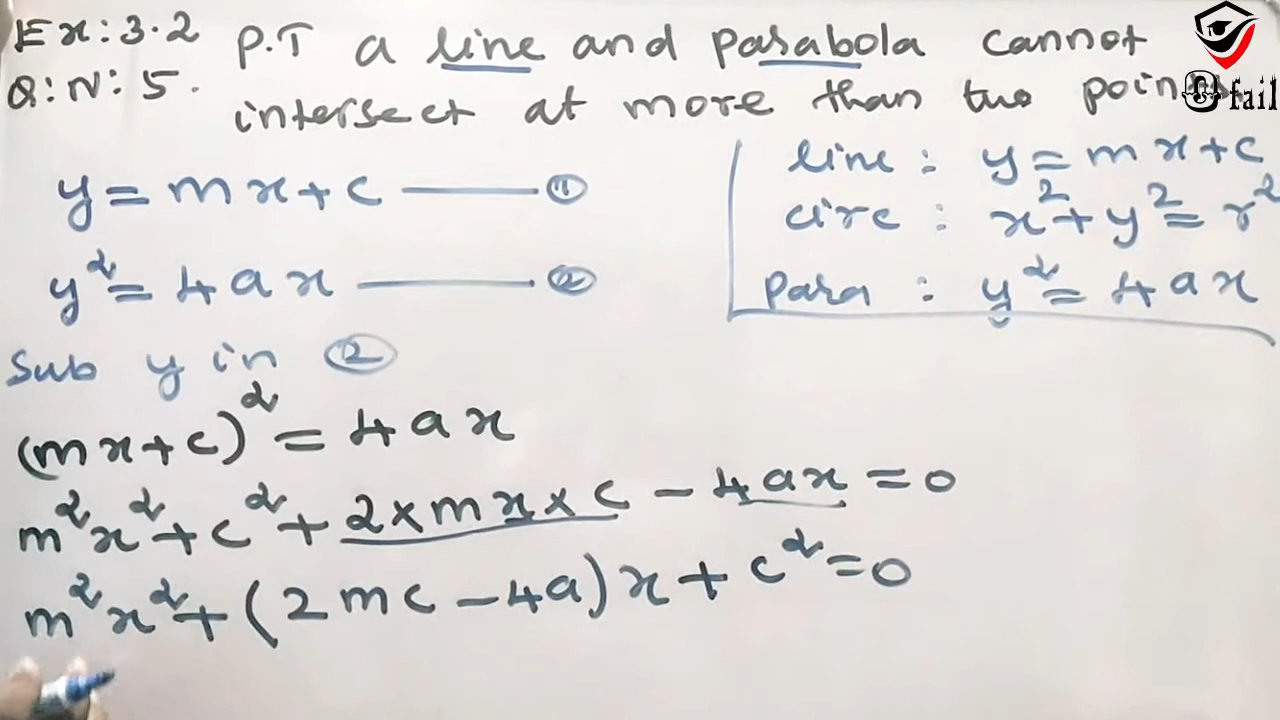 Ex: 3.2
Q: N: 5.
P.T a line and parabola cannot
intersect at more than two points.
fail
line : y = mx + c
circ : x² + y² = r²
para : y² = 4ax
y = mx + c —— ①
y² = 4ax —— ②
Sub y in ②
(mx + c)² = 4ax
m²x² + c² + 2×mx×c - 4ax = 0
m²x² + (2mc - 4a)x + c² = 0